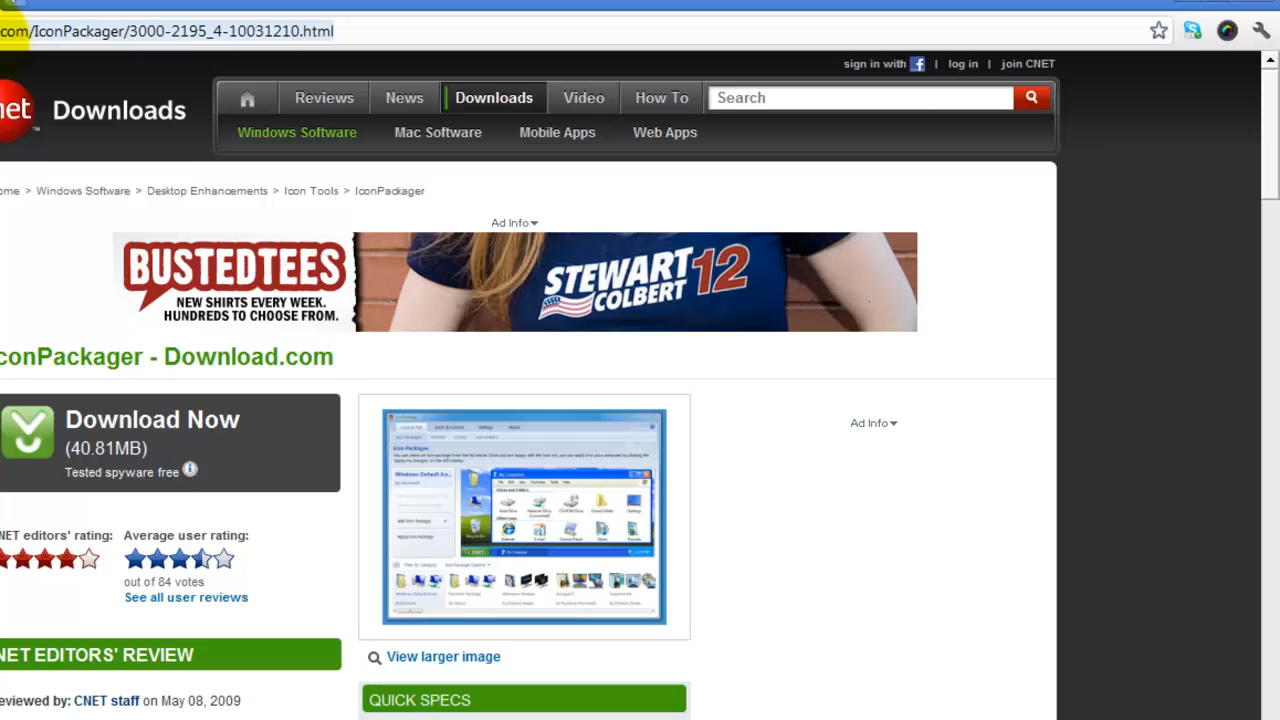 com/IconPackager/3000-2195_4-10031210.html
sign in with f | log in | join CNET
net Downloads
Reviews News Downloads Video How To Search
Windows Software Mac Software Mobile Apps Web Apps
ome > Windows Software > Desktop Enhancements > Icon Tools > IconPackager
Ad Info
BUSTEDTEES
NEW SHIRTS EVERY WEEK.
HUNDREDS TO CHOOSE FROM.
STEWART 12
COLBERT
conPackager - Download.com
Download Now
(40.81MB)
Tested spyware free
Ad Info
NET editors' rating: Average user rating:
out of 84 votes
See all user reviews
View larger image
NET EDITORS' REVIEW
QUICK SPECS
eviewed by: CNET staff on May 08, 2009